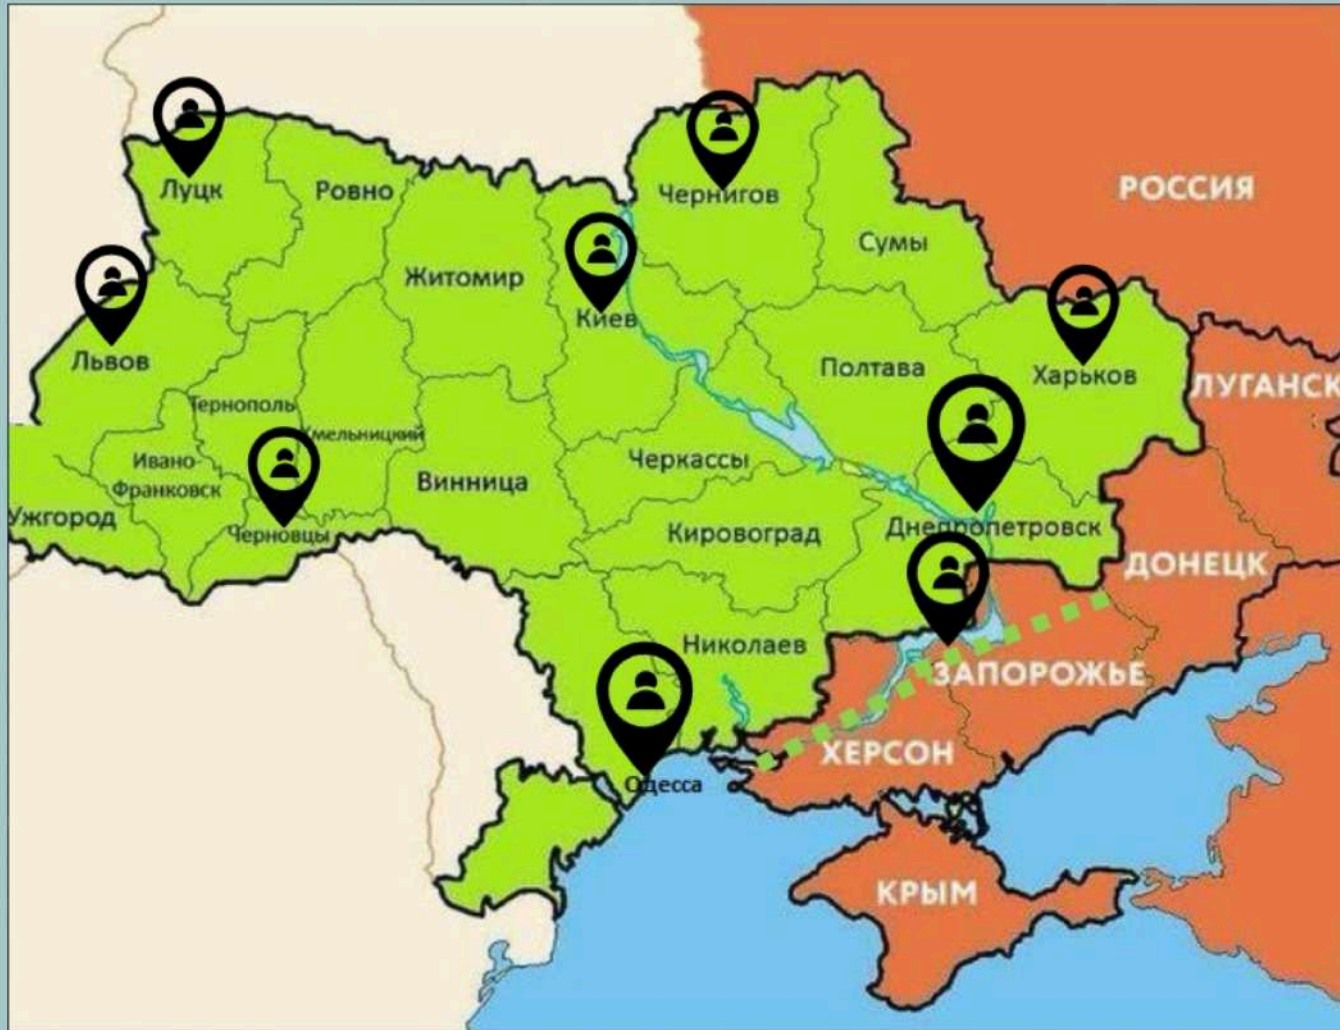 РОССИЯ
Луцк
Ровно
Чернигов
Сумы
Житомир
Киев
Львов
Полтава
Харьков
ЛУГАНСК
Тернополь
Хмельницкий
Черкассы
Ивано-
Франковск
Винница
Ужгород
Черновцы
Кировоград
Днепропетровск
ДОНЕЦК
Николаев
ЗАПОРОЖЬЕ
ХЕРСОН
Одесса
КРЫМ